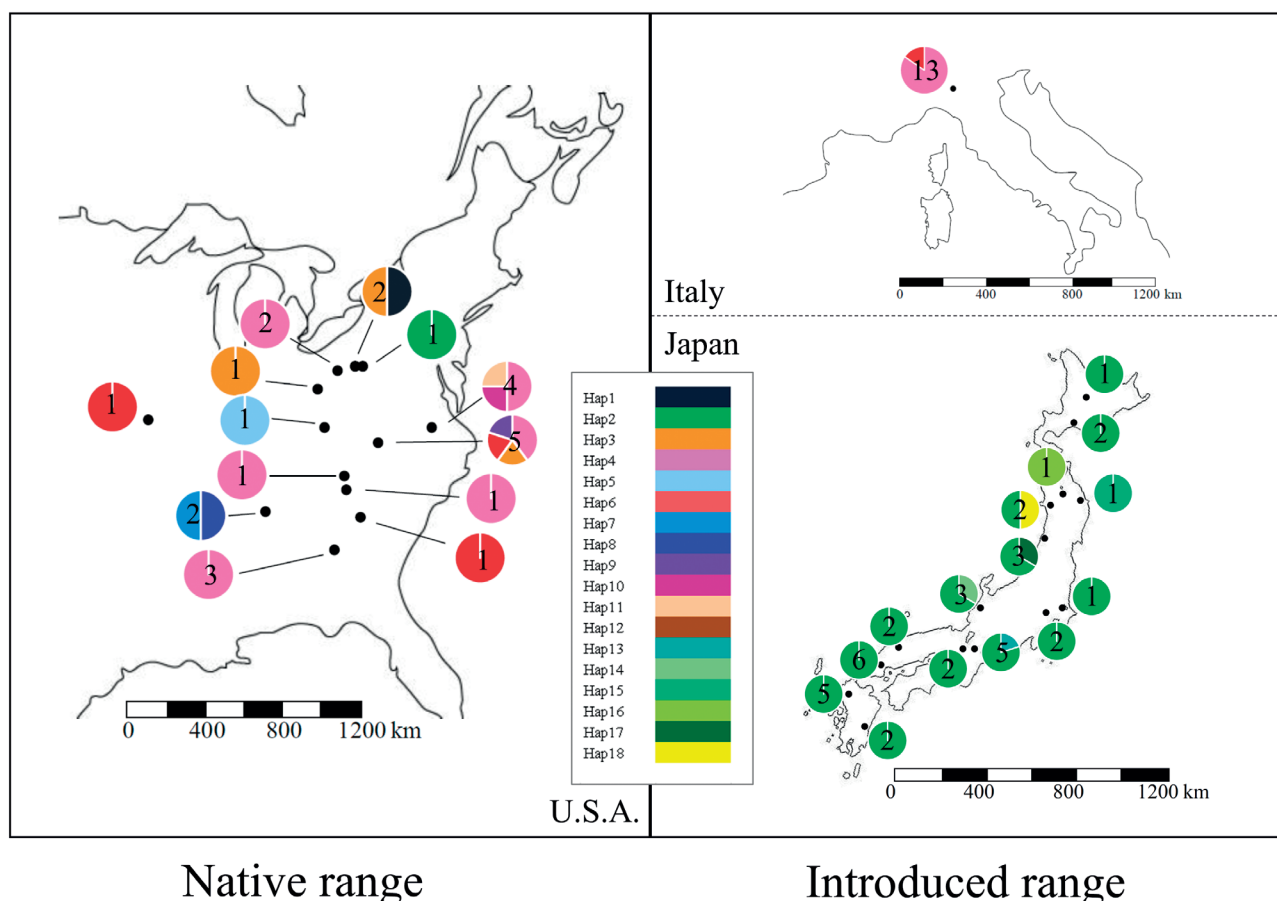 2
2
1
1
1
1
4
5
1
1
2
3
1
0 400 800 1200 km
U.S.A.
13
0 400 800 1200 km
Italy
Japan
Hap1
Hap2
Hap3
Hap4
Hap5
Hap6
Hap7
Hap8
Hap9
Hap10
Hap11
Hap12
Hap13
Hap14
Hap15
Hap16
Hap17
Hap18
1
2
1
1
2
3
3
1
2
2
6
5
2
5
2
0 400 800 1200 km
Native range
Introduced range